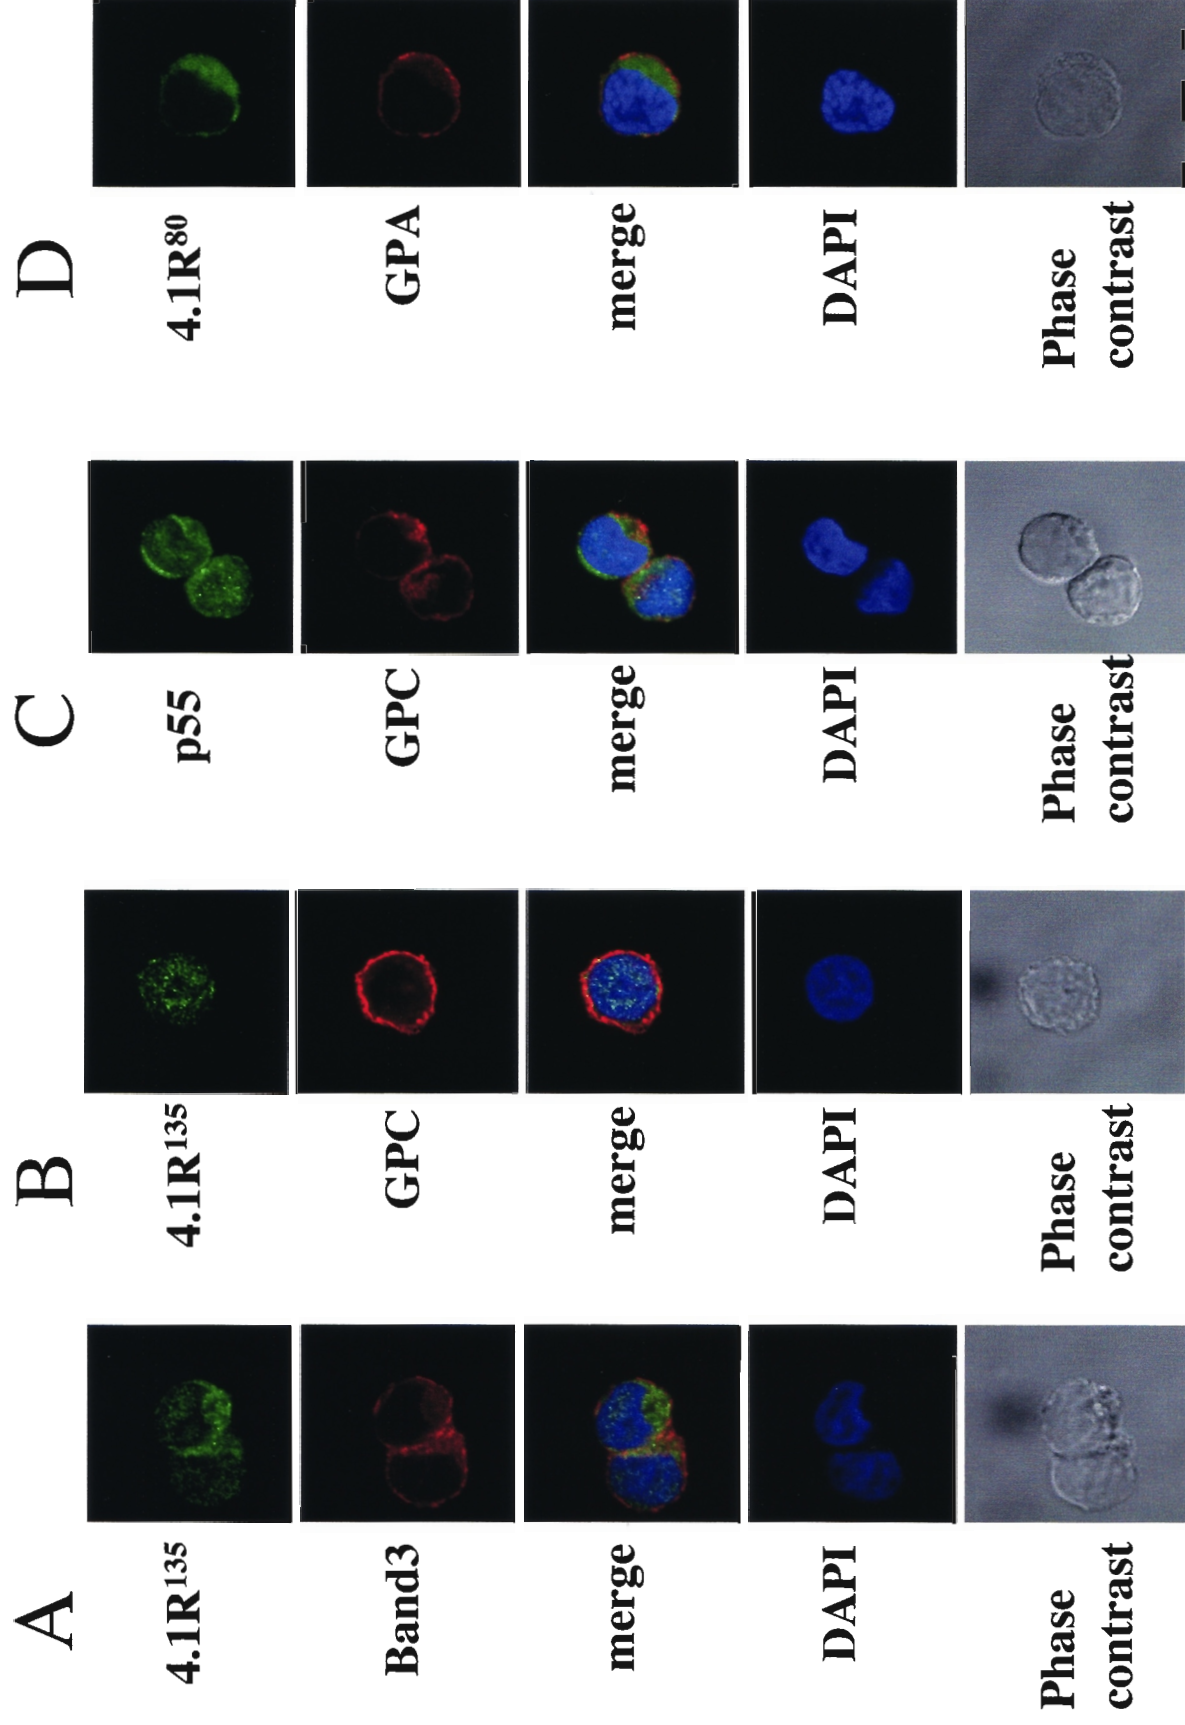 A
4.1R¹³⁵
Band3
merge
DAPI
Phase
contrast
B
4.1R¹³⁵
GPC
merge
DAPI
Phase
contrast
C
p55
GPC
merge
DAPI
Phase
contrast
D
4.1R⁸⁰
GPA
merge
DAPI
Phase
contrast